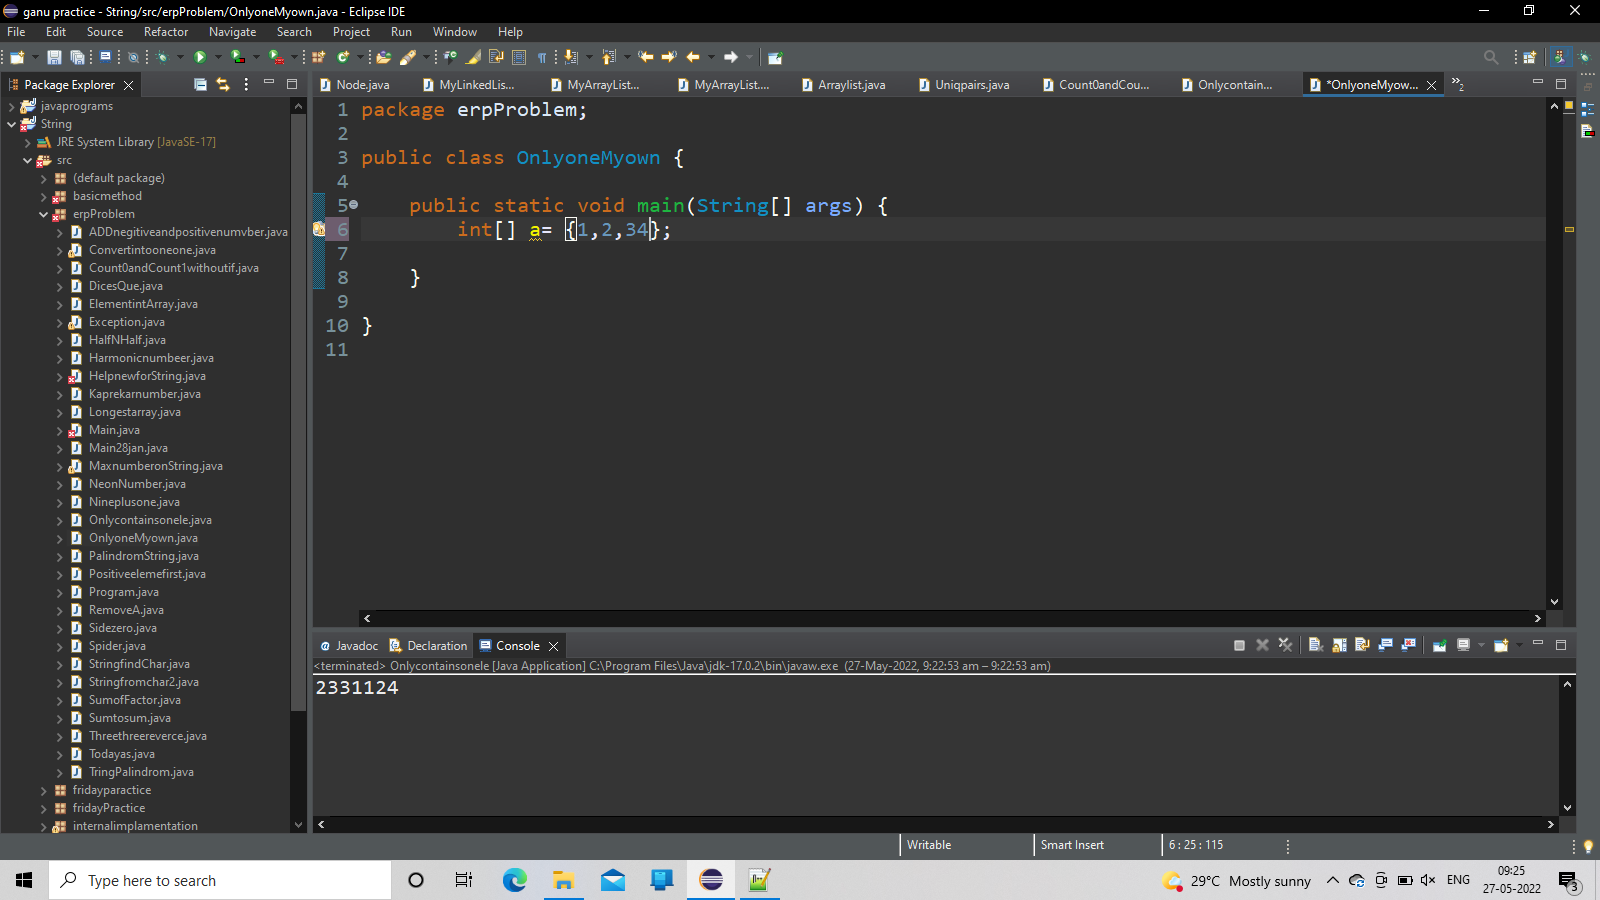 ganu practice - String/src/erpProblem/OnlyoneMyown.java - Eclipse IDE
File Edit Source Refactor Navigate Search Project Run Window Help
Package Explorer
javaprograms
String
JRE System Library [JavaSE-17]
src
(default package)
basicmethod
erpProblem
ADDnegitiveandpositivenumvber.java
Convertintooneone.java
Count0andCount1withoutif.java
DicesQue.java
ElementintArray.java
Exception.java
HalfNHalf.java
Harmonicnumbeer.java
HelpnewforString.java
Kaprekarnumber.java
Longestarray.java
Main.java
Main28jan.java
MaxnumberonString.java
NeonNumber.java
Nineplusone.java
Onlycontainsonele.java
OnlyoneMyown.java
PalindromString.java
Positiveelemefirst.java
Program.java
RemoveA.java
Sidezero.java
Spider.java
StringfindChar.java
Stringfromchar2.java
SumofFactor.java
Sumtosum.java
Threethreereverce.java
Todayas.java
TringPalindrom.java
fridayparactice
fridayPractice
internalimplamentation
Node.java MyLinkedLis... MyArrayList... MyArrayList.... Arraylist.java Uniqpairs.java Count0andCou... Onlycontain... *OnlyoneMyow... »2
1 package erpProblem;
2
3 public class OnlyoneMyown {
4
5 public static void main(String[] args) {
6 int[] a= {1,2,34};
7
8 }
9
10 }
11
Javadoc Declaration Console
<terminated> Onlycontainsonele [Java Application] C:\Program Files\Java\jdk-17.0.2\bin\javaw.exe (27-May-2022, 9:22:53 am – 9:22:53 am)
2331124
Writable Smart Insert 6 : 25 : 115
Type here to search
29°C Mostly sunny ENG 09:25
27-05-2022
3